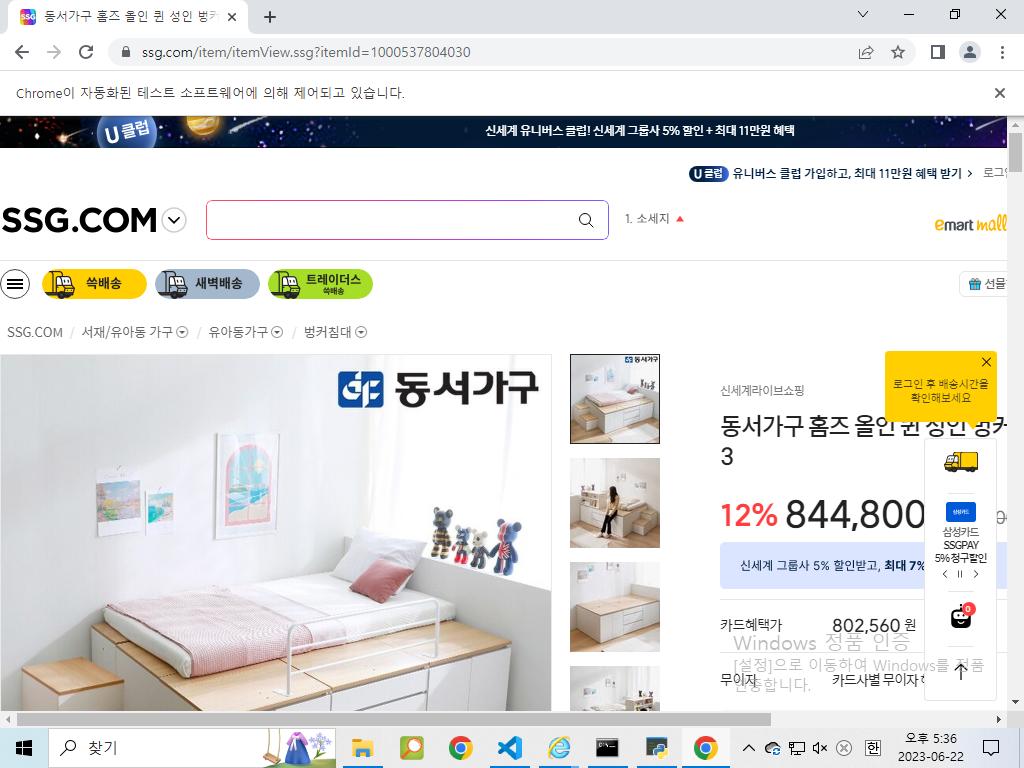 동서가구 홈즈 올인 퀸 성인 벙커
ssg.com/item/itemView.ssg?itemId=1000537804030
Chrome이 자동화된 테스트 소프트웨어에 의해 제어되고 있습니다.
U클럽
신세계 유니버스 클럽! 신세계 그룹사 5% 할인 + 최대 11만원 혜택
U 클럽 유니버스 클럽 가입하고, 최대 11만원 혜택 받기 > 로그인
SSG.COM
1. 소세지
emart mall
쓱배송
새벽배송
트레이더스
쓱배송
선물
SSG.COM / 서재/유아동 가구 / 유아동가구 / 벙커침대
동서가구
동서가구
로그인 후 배송시간을
확인해보세요
신세계라이브쇼핑
동서가구 홈즈 올인 퀸 성인 벙커
3
12% 844,800
삼성카드
삼성카드
SSGPAY
5% 청구할인
신세계 그룹사 5% 할인받고, 최대 7%
0
카드혜택가 802,560 원
Windows 정품 인증
[설정]으로 이동하여 Windows를 정품
인증합니다.
무이자 카드사별 무이자
찾기
한
오후 5:36
2023-06-22